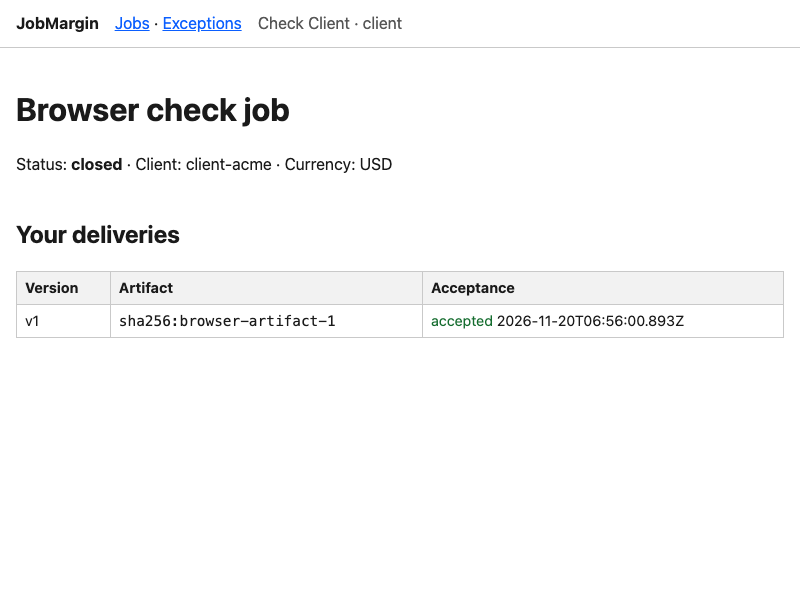 JobMargin Jobs · Exceptions Check Client · client
Browser check job
Status: closed · Client: client-acme · Currency: USD
Your deliveries
Version Artifact Acceptance
v1 sha256:browser-artifact-1 accepted 2026-11-20T06:56:00.893Z